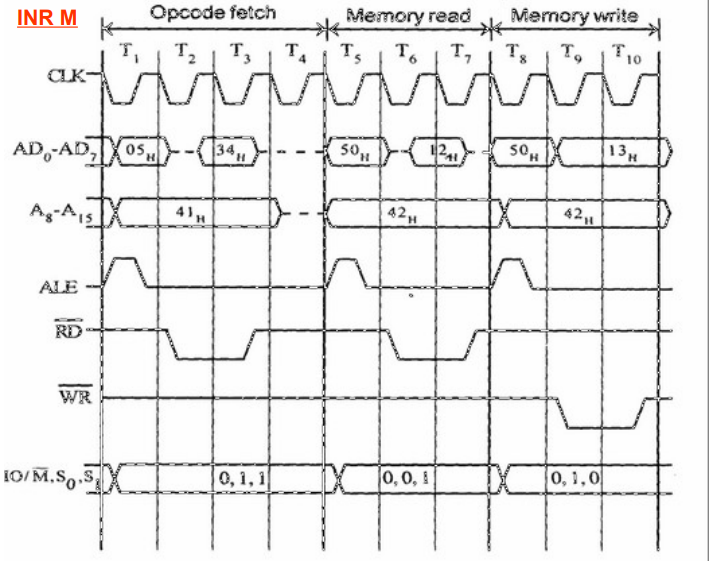 INR M
Opcode fetch Memory read Memory write
T1 T2 T3 T4 T5 T6 T7 T8 T9 T10
CLK
AD0-AD7 05H 34H 50H 12H 50H 13H
A8-A15 41H 42H 42H
ALE
RD
WR
IO/M,S0,S1 0,1,1 0,0,1 0,1,0